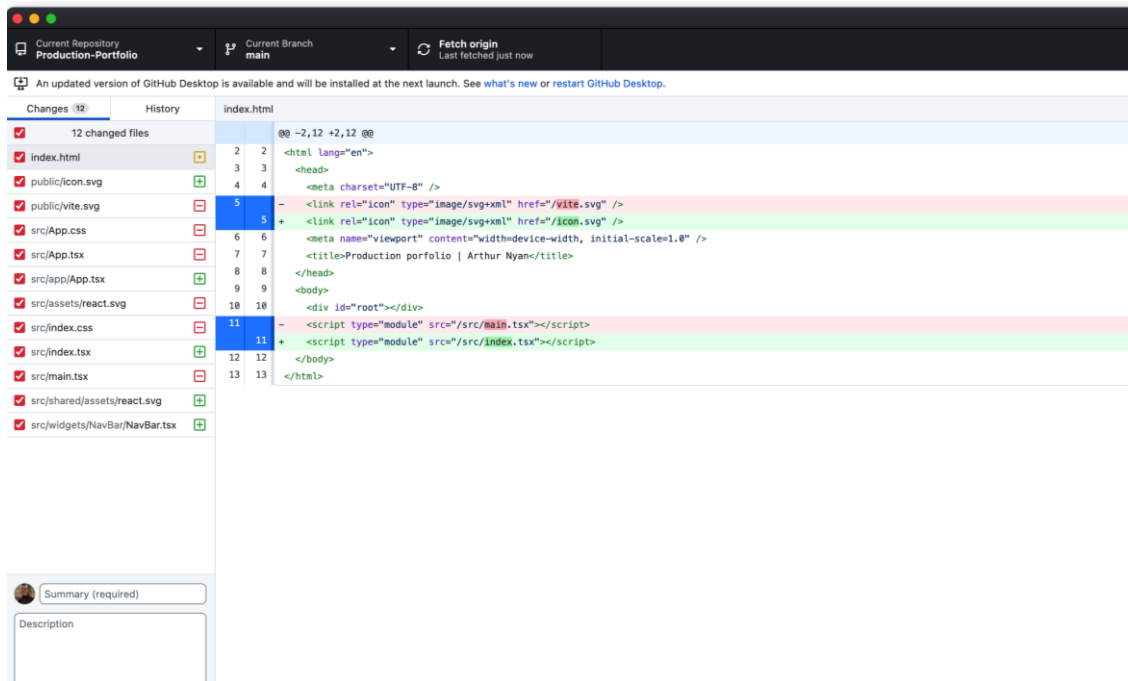 Current Repository
Production-Portfolio
Current Branch
main
Fetch origin
Last fetched just now
An updated version of GitHub Desktop is available and will be installed at the next launch. See what's new or restart GitHub Desktop.
Changes 12
History
index.html
12 changed files
index.html
public/icon.svg
public/vite.svg
src/App.css
src/App.tsx
src/app/App.tsx
src/assets/react.svg
src/index.css
src/index.tsx
src/main.tsx
src/shared/assets/react.svg
src/widgets/NavBar/NavBar.tsx
@@ -2,12 +2,12 @@
2 2 <html lang="en">
3 3 <head>
4 4 <meta charset="UTF-8" />
5 - <link rel="icon" type="image/svg+xml" href="/vite.svg" />
5 + <link rel="icon" type="image/svg+xml" href="/icon.svg" />
6 6 <meta name="viewport" content="width=device-width, initial-scale=1.0" />
7 7 <title>Production porfolio | Arthur Nyan</title>
8 8 </head>
9 9 <body>
10 10 <div id="root"></div>
11 - <script type="module" src="/src/main.tsx"></script>
11 + <script type="module" src="/src/index.tsx"></script>
12 12 </body>
13 13 </html>
Summary (required)
Description